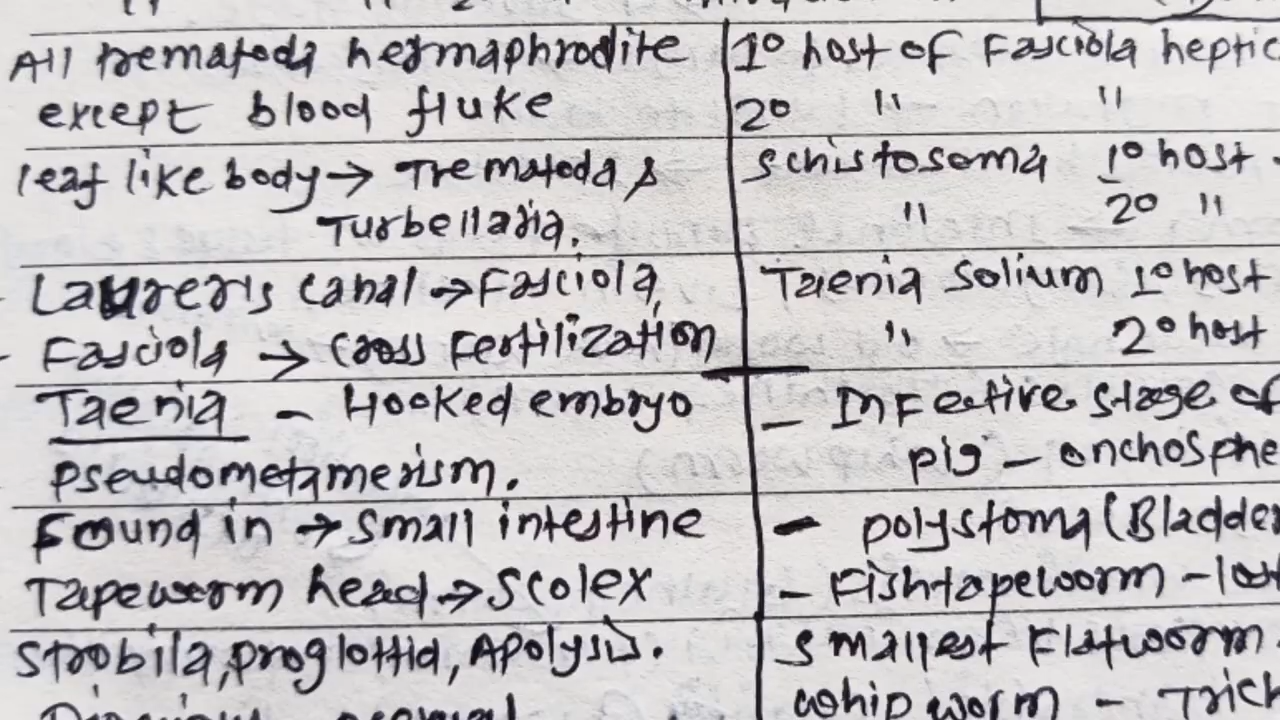 All Trematoda hermaphrodite
except blood fluke
leaf like body → Trematoda &
Turbellaria.
Laurer's canal → Fasciola,
Fasciola → cross Fertilization
Taenia - Hooked embryo
pseudometamerism.
Found in → small intestine
Tapeworm head → Scolex
Strobila, proglottid, Apolysis.
1° host of Fasciola heptic
2° " "
Schistosoma 1° host -
" 2° "
Taenia Solium 1° host
" 2° host
- Infective stage of
pig - onchosphe
- polystoma (Bladder
- Fishtapeworm -
smallest Flatworm
whip worm - Trich